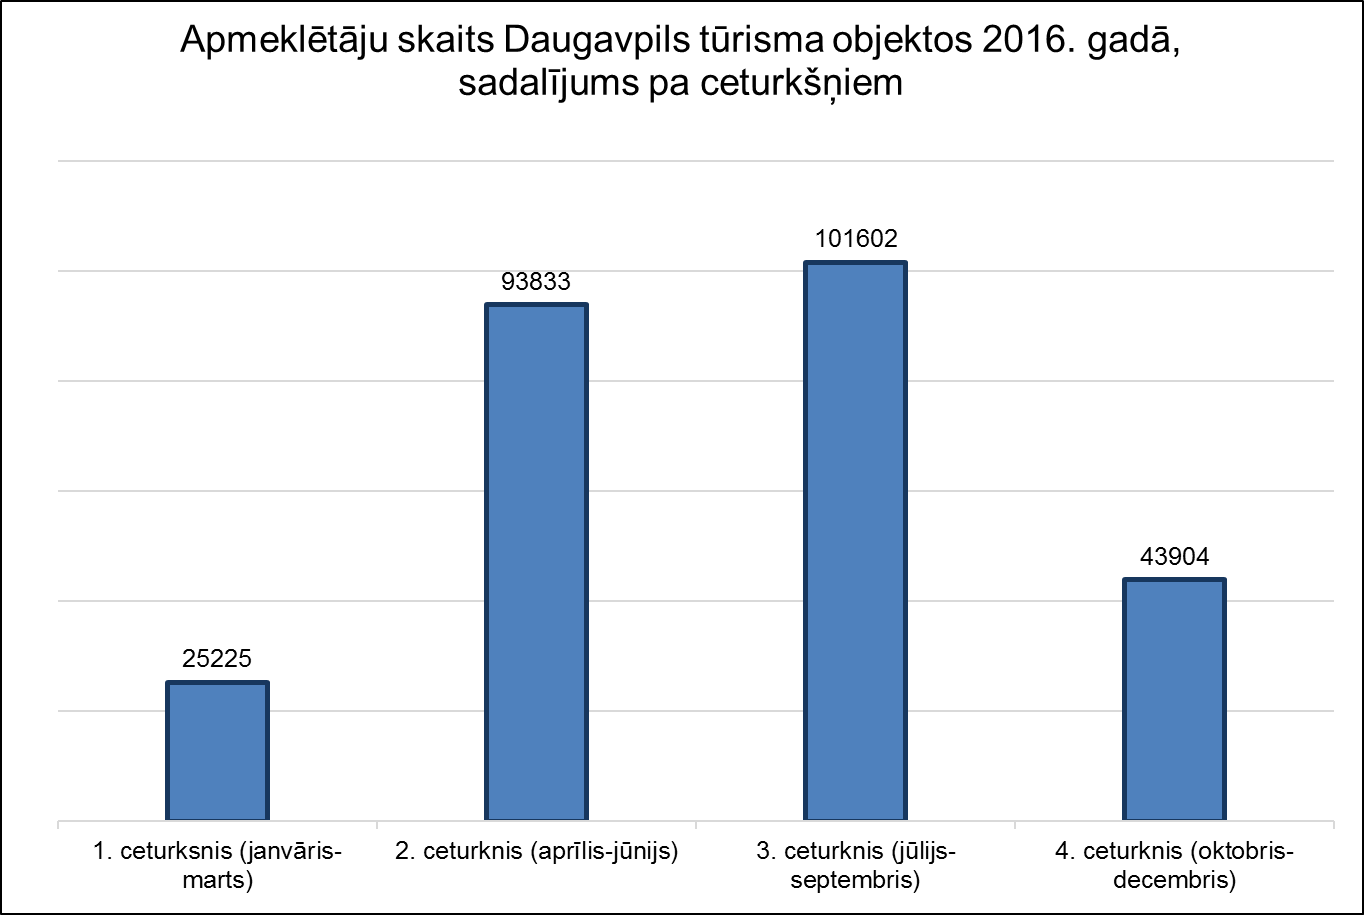 Apmeklētāju skaits Daugavpils tūrisma objektos 2016. gadā,
sadalījums pa ceturkšņiem
101602
93833
43904
25225
1. ceturksnis (janvāris-
marts)
2. ceturknis (aprīlis-jūnijs)
3. ceturknis (jūlijs-
septembris)
4. ceturknis (oktobris-
decembris)